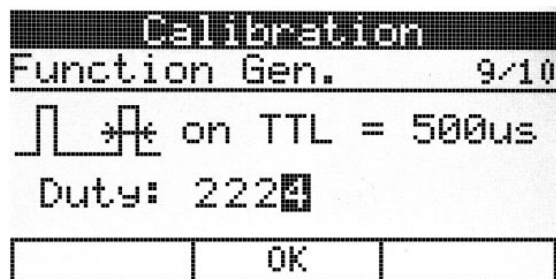 Calibration
Function Gen. 9/10
on TTL = 500us
Duty: 2224
OK